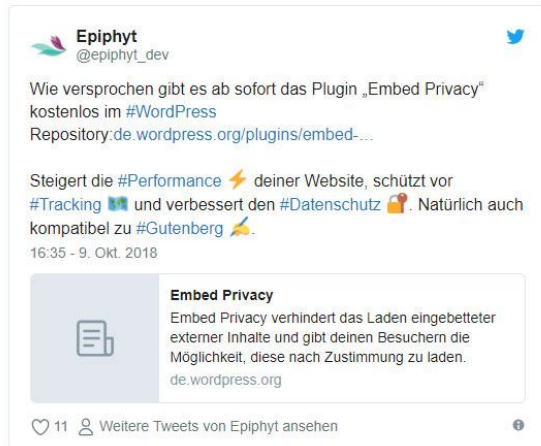 Epiphyt
@epiphyt_dev
Wie versprochen gibt es ab sofort das Plugin „Embed Privacy“
kostenlos im #WordPress
Repository:de.wordpress.org/plugins/embed-…
Steigert die #Performance ⚡ deiner Website, schützt vor
#Tracking 🗺️ und verbessert den #Datenschutz 🔐. Natürlich auch
kompatibel zu #Gutenberg ✍️.
16:35 - 9. Okt. 2018
Embed Privacy
Embed Privacy verhindert das Laden eingebetteter
externer Inhalte und gibt deinen Besuchern die
Möglichkeit, diese nach Zustimmung zu laden.
de.wordpress.org
11 Weitere Tweets von Epiphyt ansehen